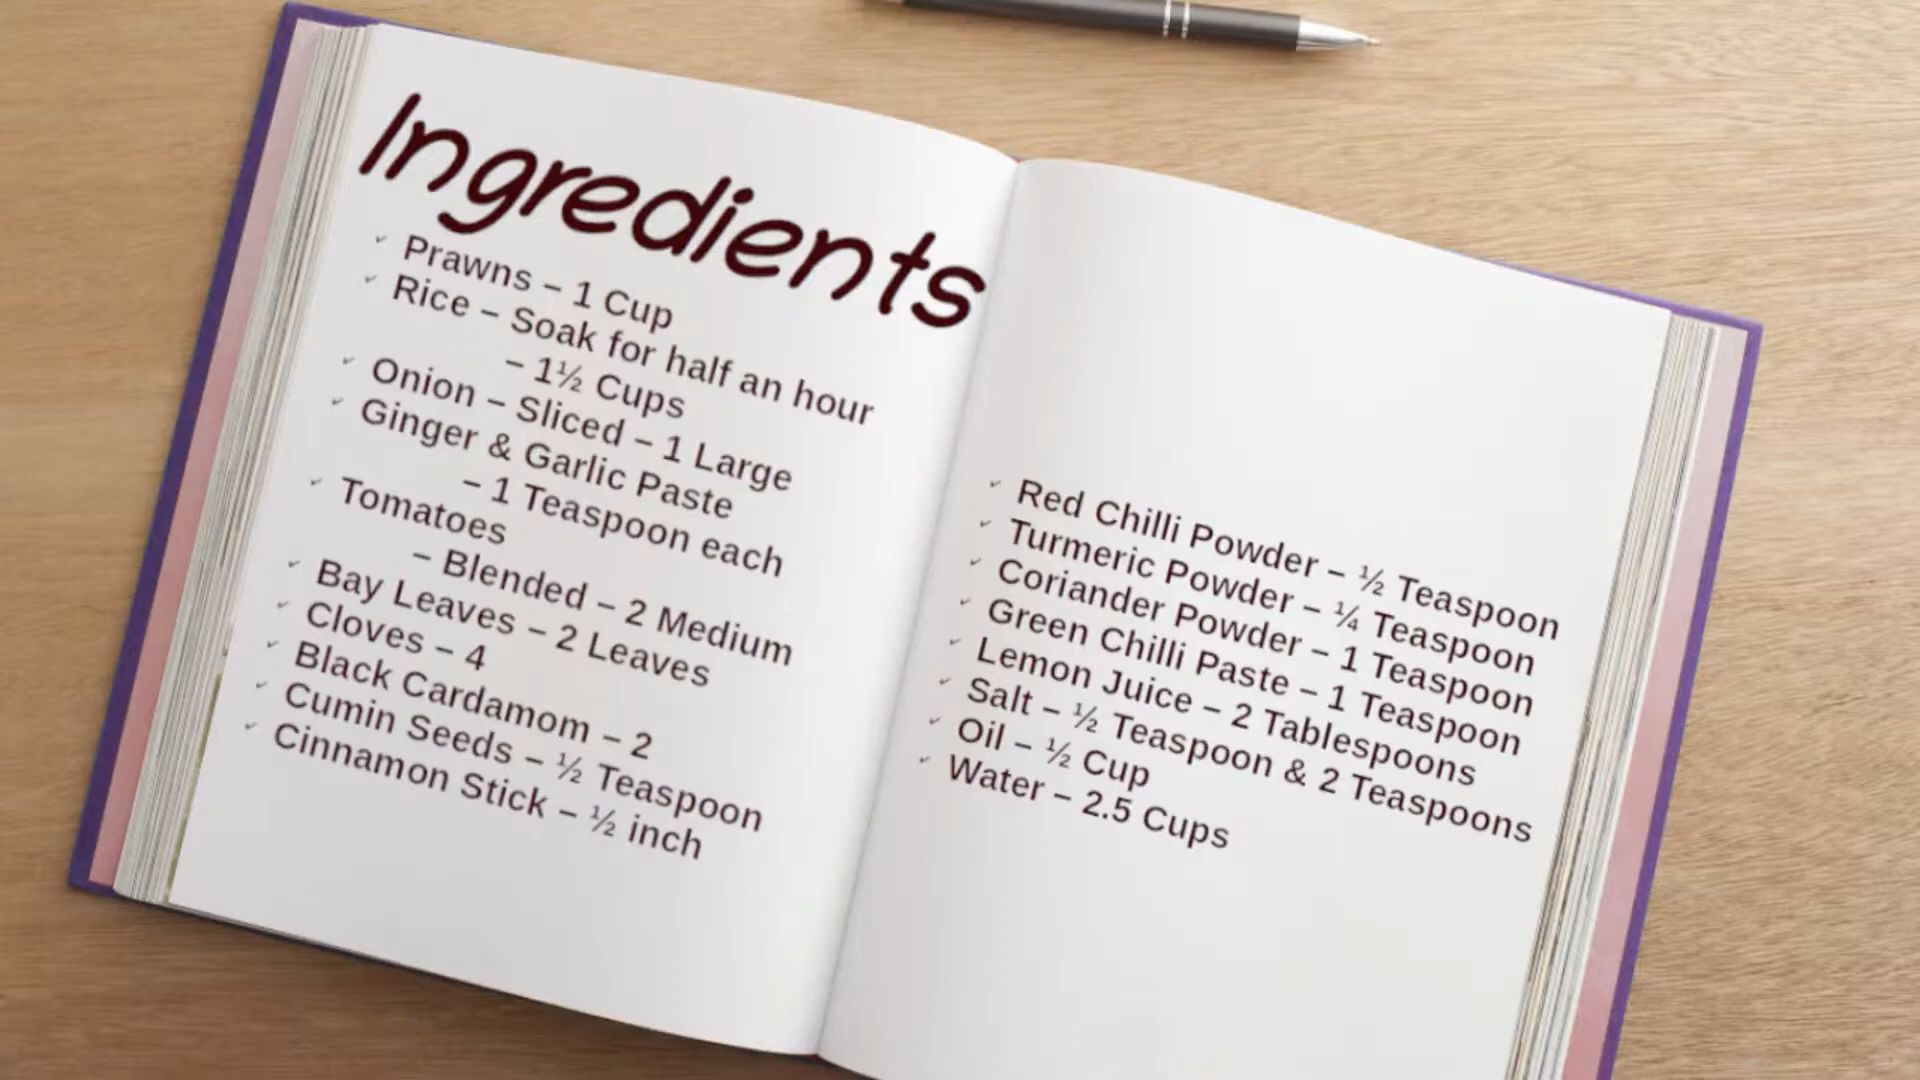 Ingredients
Prawns – 1 Cup
Rice – Soak for half an hour
– 1½ Cups
Onion – Sliced – 1 Large
Ginger & Garlic Paste
– 1 Teaspoon each
Tomatoes
– Blended – 2 Medium
Bay Leaves – 2 Leaves
Cloves – 4
Black Cardamom – 2
Cumin Seeds – ½ Teaspoon
Cinnamon Stick – ½ inch
Red Chilli Powder – ½ Teaspoon
Turmeric Powder – ¼ Teaspoon
Coriander Powder – 1 Teaspoon
Green Chilli Paste – 1 Teaspoon
Lemon Juice – 2 Tablespoons
Salt – ½ Teaspoon & 2 Teaspoons
Oil – ½ Cup
Water – 2.5 Cups